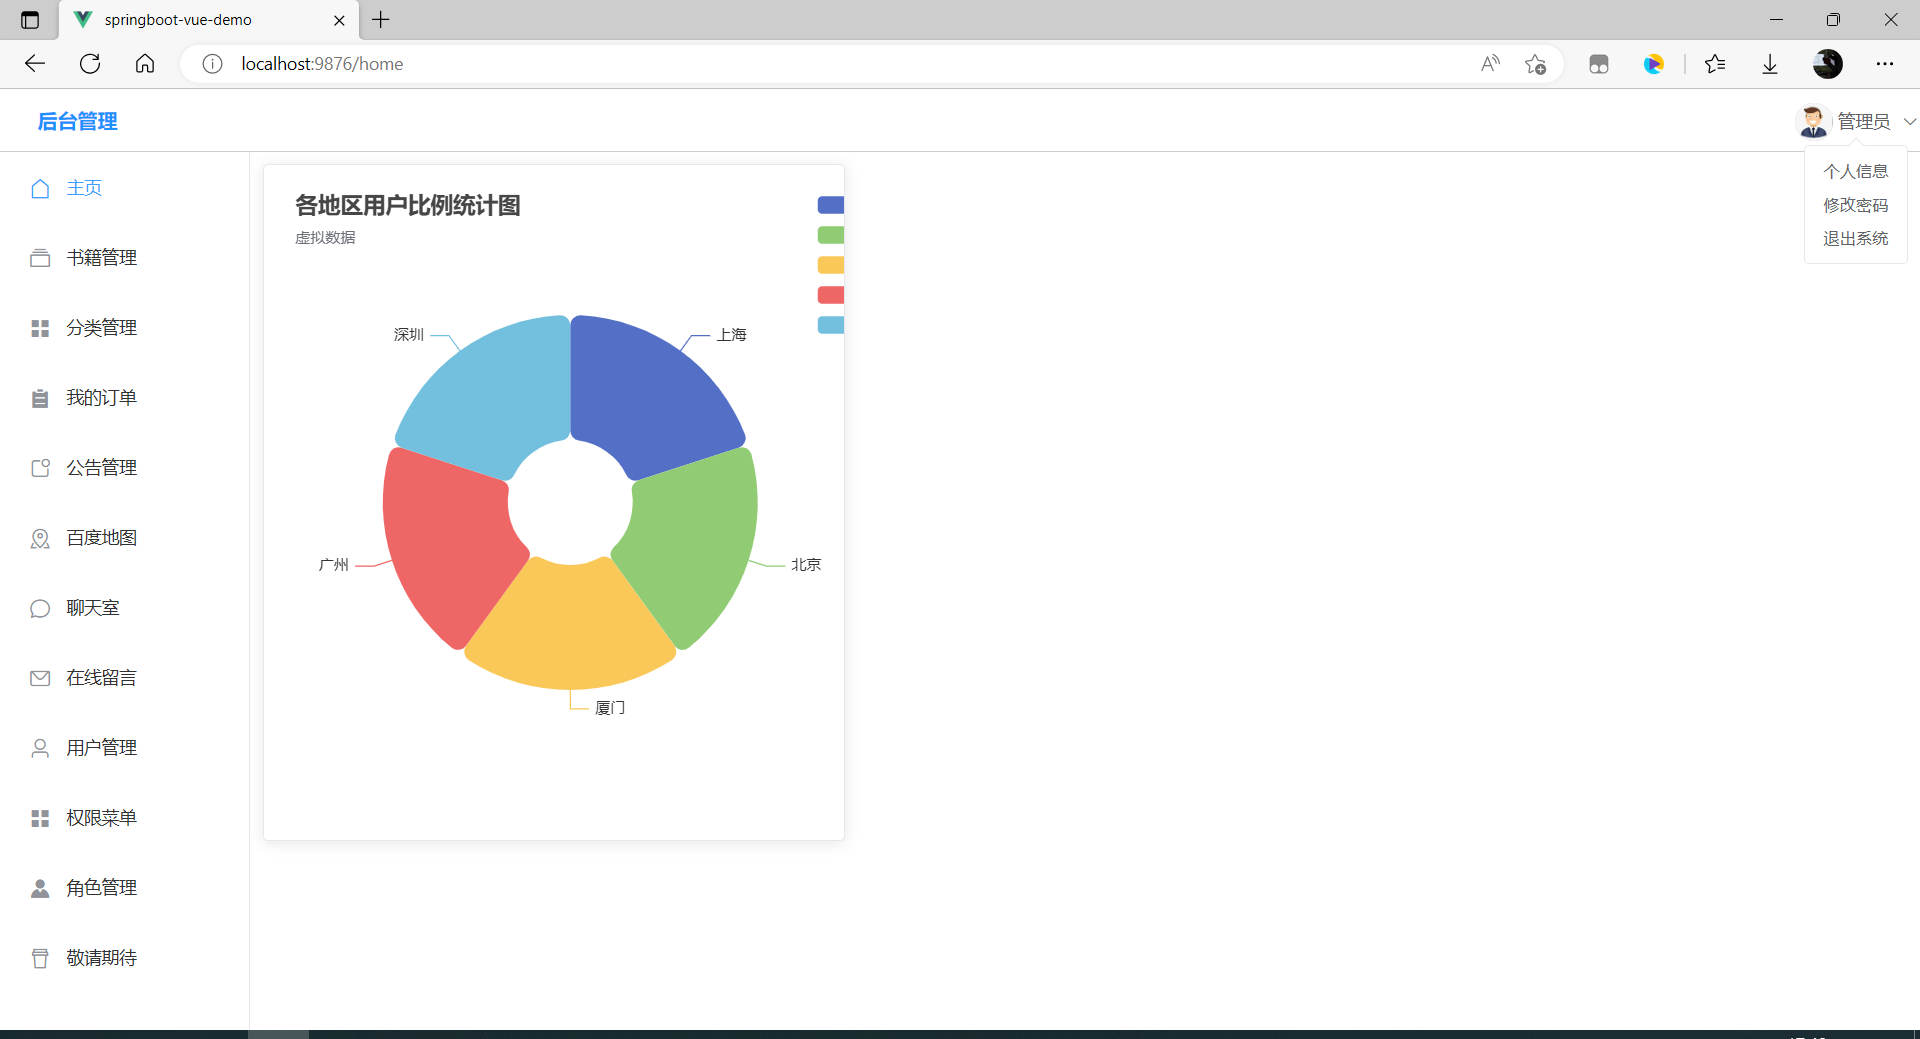 springboot-vue-demo
localhost:9876/home
后台管理
管理员
个人信息
修改密码
退出系统
主页
书籍管理
分类管理
我的订单
公告管理
百度地图
聊天室
在线留言
用户管理
权限菜单
角色管理
敬请期待
各地区用户比例统计图
虚拟数据
深圳
上海
广州
北京
厦门